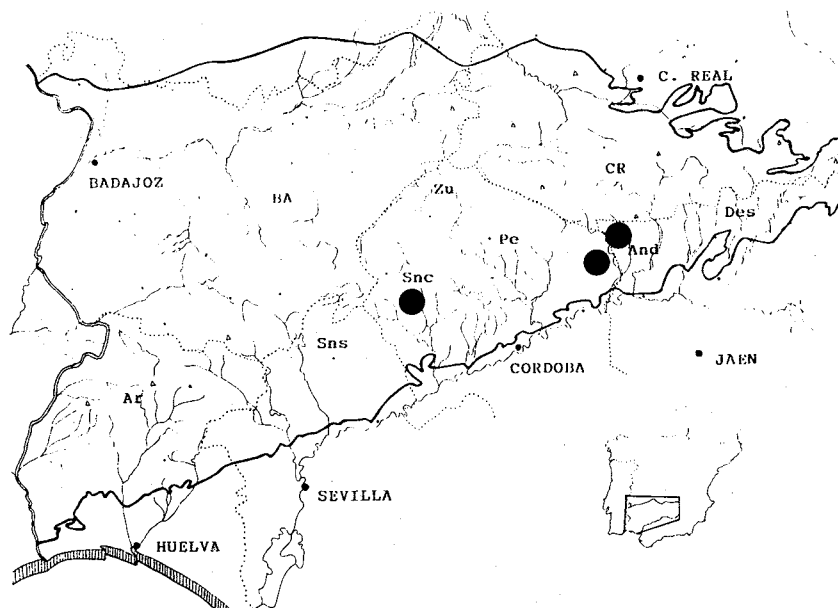 C. REAL
BADAJOZ
BA
Zu
CR
Des
Pe
And
Snc
Sns
CORDOBA
JAEN
Ar
SEVILLA
HUELVA